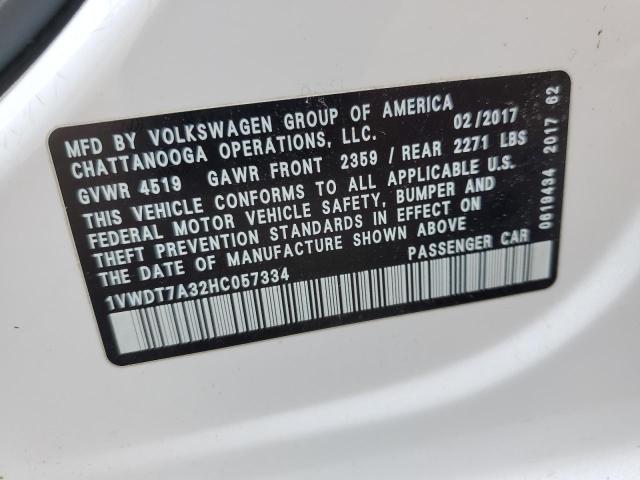 MFD BY VOLKSWAGEN GROUP OF AMERICA 02/2017
CHATTANOOGA OPERATIONS, LLC.
GVWR 4519 GAWR FRONT 2359 / REAR 2271 LBS
THIS VEHICLE CONFORMS TO ALL APPLICABLE U.S.
FEDERAL MOTOR VEHICLE SAFETY, BUMPER AND
THEFT PREVENTION STANDARDS IN EFFECT ON
THE DATE OF MANUFACTURE SHOWN ABOVE
1VWDT7A32HC057334 PASSENGER CAR
0619434 2017 62